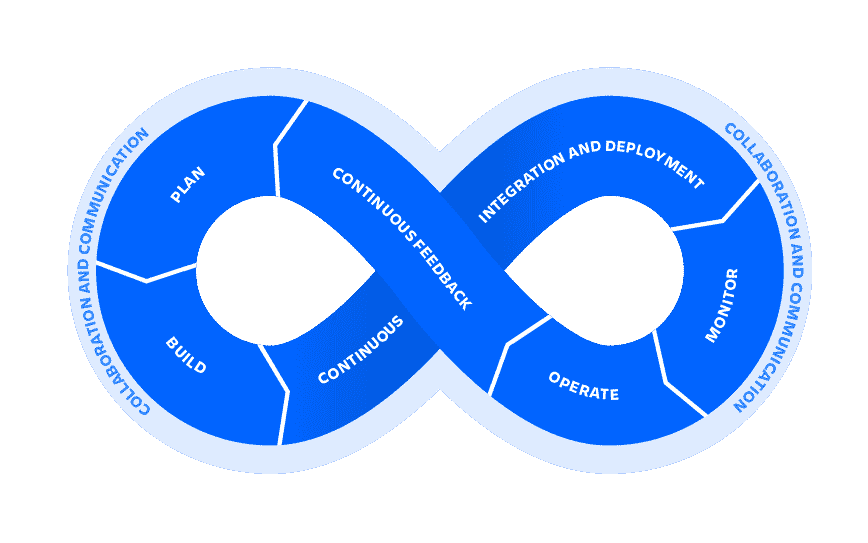 COLLABORATION AND COMMUNICATION
PLAN
BUILD
CONTINUOUS
INTEGRATION AND DEPLOYMENT
MONITOR
OPERATE
CONTINUOUS FEEDBACK
COLLABORATION AND COMMUNICATION